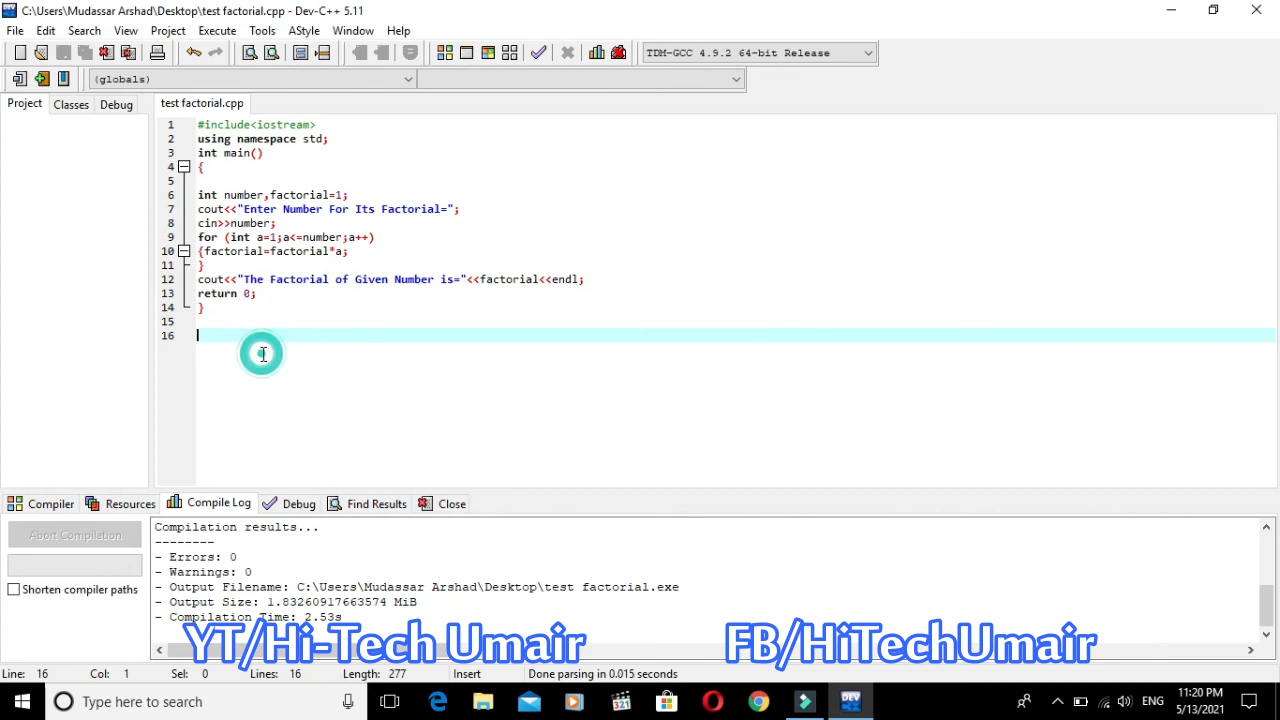 C:\Users\Mudassar Arshad\Desktop\test factorial.cpp - Dev-C++ 5.11
File Edit Search View Project Execute Tools AStyle Window Help
TDM-GCC 4.9.2 64-bit Release
(globals)
Project Classes Debug
test factorial.cpp
1 #include<iostream>
2 using namespace std;
3 int main()
4 {
5
6 int number,factorial=1;
7 cout<<"Enter Number For Its Factorial=";
8 cin>>number;
9 for (int a=1;a<=number;a++)
10 {factorial=factorial*a;
11 }
12 cout<<"The Factorial of Given Number is="<<factorial<<endl;
13 return 0;
14 }
15
16
Compiler Resources Compile Log Debug Find Results Close
Abort Compilation
Shorten compiler paths
Compilation results...
--------
- Errors: 0
- Warnings: 0
- Output Filename: C:\Users\Mudassar Arshad\Desktop\test factorial.exe
- Output Size: 1.83260917663574 MiB
- Compilation Time: 2.53s
YT/Hi-Tech Umair FB/HiTechUmair
Line: 16 Col: 1 Sel: 0 Lines: 16 Length: 277 Insert Done parsing in 0.015 seconds
Type here to search
321
DEV
ENG
11:20 PM
5/13/2021